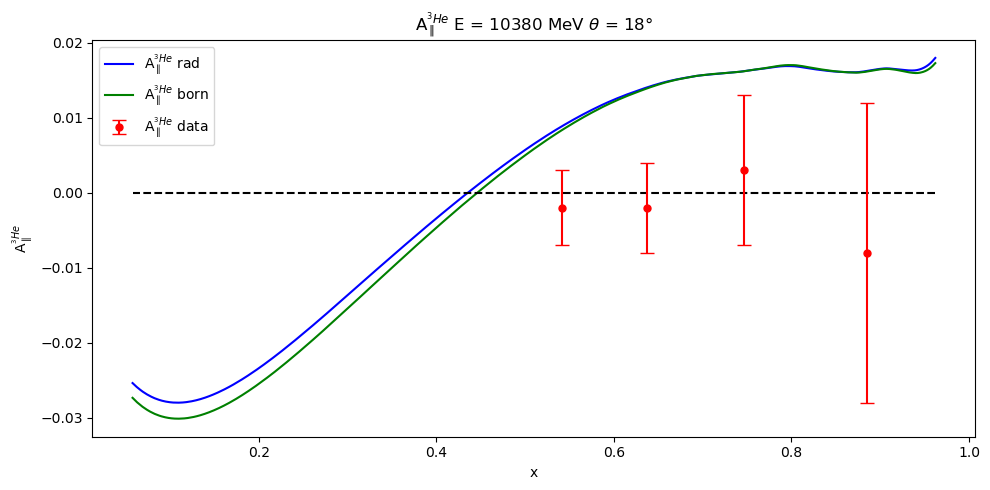 A∥³ᴴᵉ E = 10380 MeV θ = 18°
A∥³ᴴᵉ rad
A∥³ᴴᵉ born
A∥³ᴴᵉ data
A∥³ᴴᵉ
0.02
0.01
0.00
−0.01
−0.02
−0.03
0.2 0.4 0.6 0.8 1.0
x